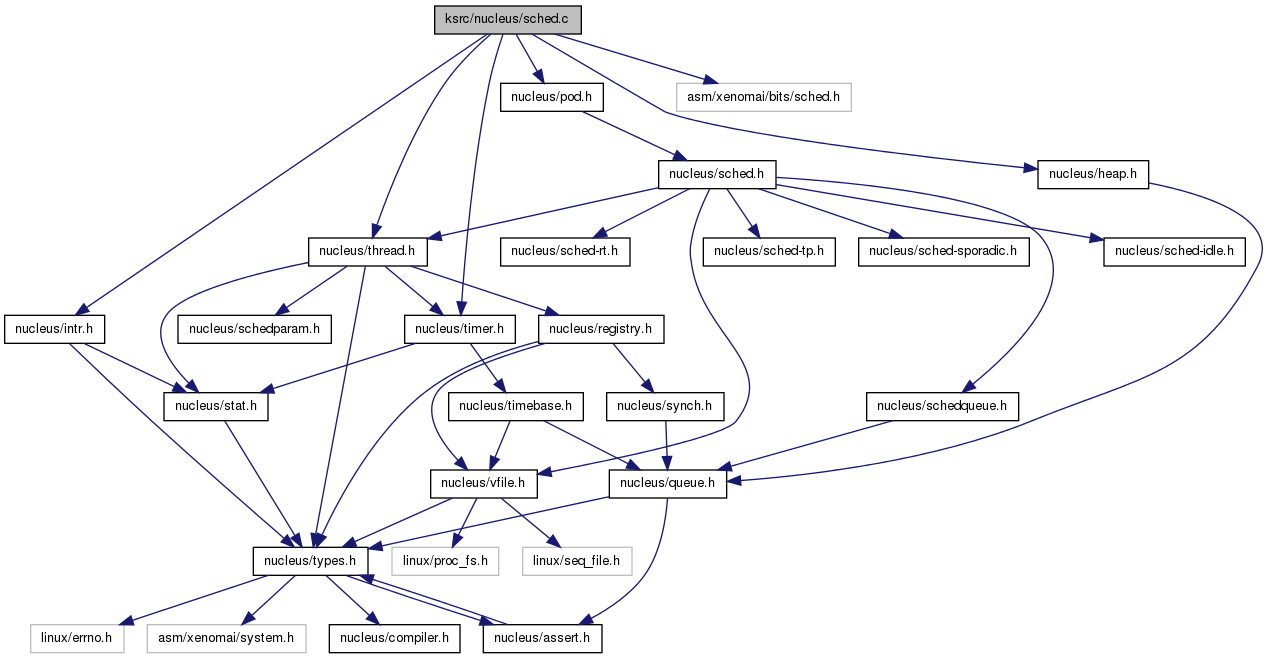 ksrc/nucleus/sched.c
nucleus/pod.h
asm/xenomai/bits/sched.h
nucleus/sched.h
nucleus/heap.h
nucleus/thread.h
nucleus/sched-rt.h
nucleus/sched-tp.h
nucleus/sched-sporadic.h
nucleus/sched-idle.h
nucleus/intr.h
nucleus/schedparam.h
nucleus/timer.h
nucleus/registry.h
nucleus/stat.h
nucleus/timebase.h
nucleus/synch.h
nucleus/schedqueue.h
nucleus/vfile.h
nucleus/queue.h
nucleus/types.h
linux/proc_fs.h
linux/seq_file.h
linux/errno.h
asm/xenomai/system.h
nucleus/compiler.h
nucleus/assert.h